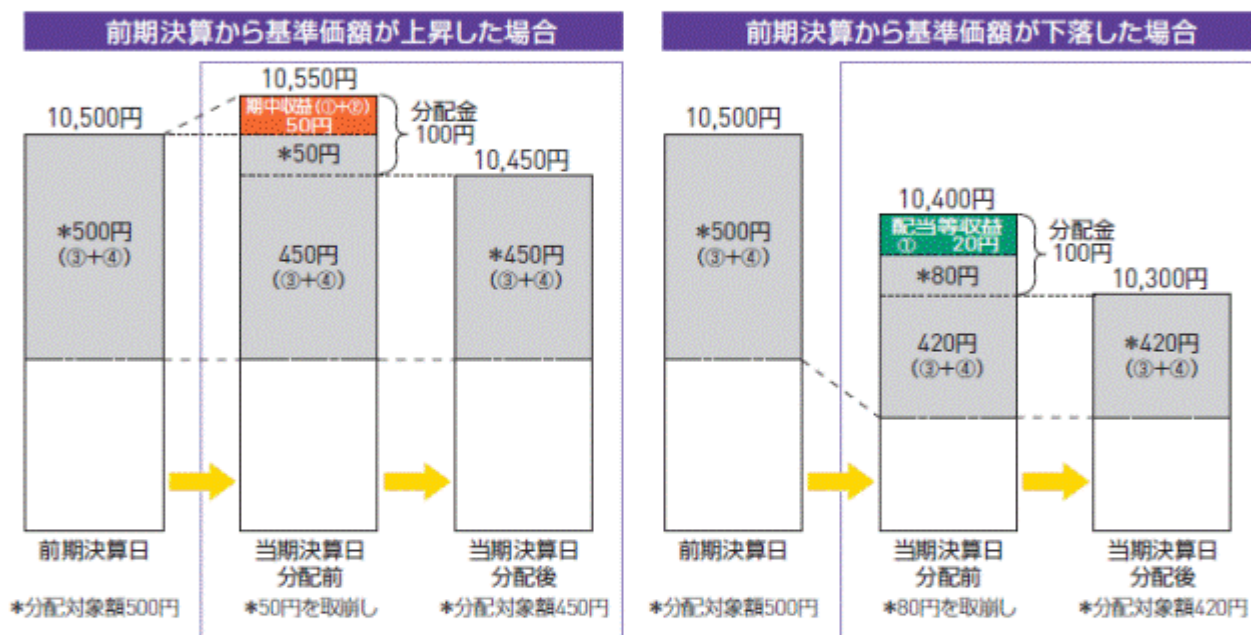 前期決算から基準価額が上昇した場合
10,500円
*500円
(③+④)
前期決算日
*分配対象額500円
10,550円
期中収益(①+②)
50円
*50円
450円
(③+④)
分配金
100円
当期決算日
分配前
*50円を取崩し
10,450円
*450円
(③+④)
当期決算日
分配後
*分配対象額450円
前期決算から基準価額が下落した場合
10,500円
*500円
(③+④)
前期決算日
*分配対象額500円
10,400円
配当等収益
① 20円
*80円
420円
(③+④)
分配金
100円
当期決算日
分配前
*80円を取崩し
10,300円
*420円
(③+④)
当期決算日
分配後
*分配対象額420円